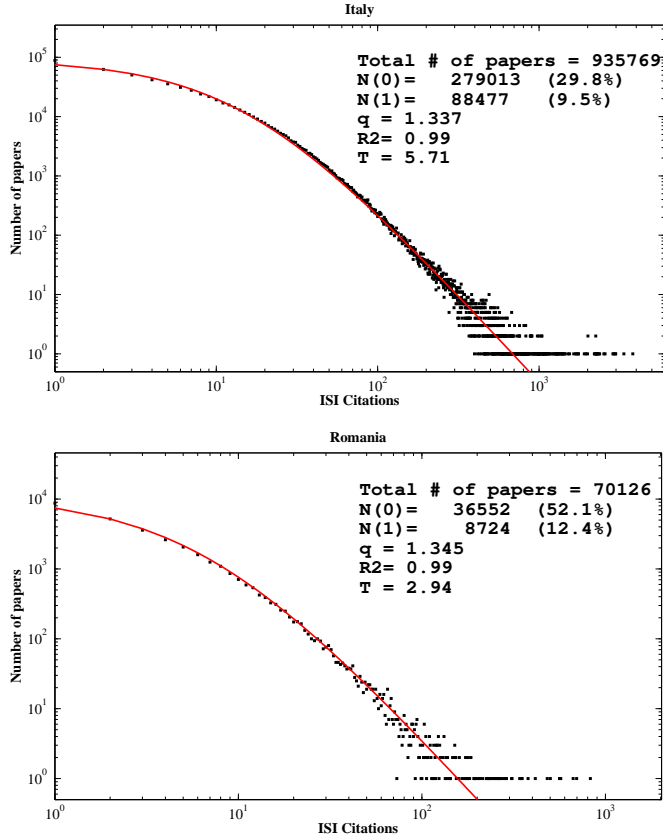 Italy
Total # of papers = 935769
N(0)= 279013 (29.8%)
N(1)= 88477 (9.5%)
q = 1.337
R2= 0.99
T = 5.71
Number of papers
10^5
10^4
10^3
10^2
10^1
10^0
10^0 10^1 10^2 10^3
ISI Citations
Romania
Total # of papers = 70126
N(0)= 36552 (52.1%)
N(1)= 8724 (12.4%)
q = 1.345
R2= 0.99
T = 2.94
Number of papers
10^4
10^3
10^2
10^1
10^0
10^0 10^1 10^2 10^3
ISI Citations